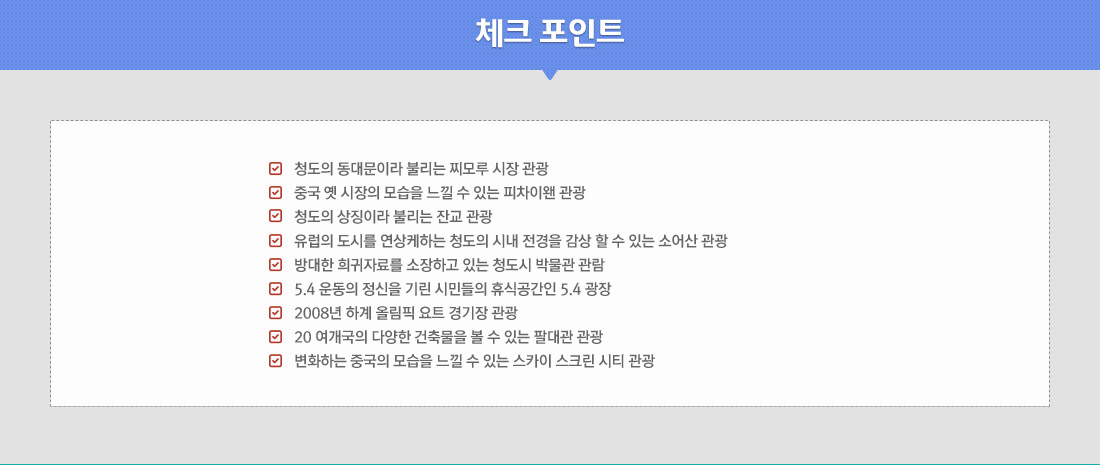 체크 포인트
청도의 동대문이라 불리는 찌모루 시장 관광
중국 옛 시장의 모습을 느낄 수 있는 피차이왠 관광
청도의 상징이라 불리는 잔교 관광
유럽의 도시를 연상케하는 청도의 시내 전경을 감상 할 수 있는 소어산 관광
방대한 희귀자료를 소장하고 있는 청도시 박물관 관람
5.4 운동의 정신을 기린 시민들의 휴식공간인 5.4 광장
2008년 하계 올림픽 요트 경기장 관광
20 여개국의 다양한 건축물을 볼 수 있는 팔대관 관광
변화하는 중국의 모습을 느낄 수 있는 스카이 스크린 시티 관광